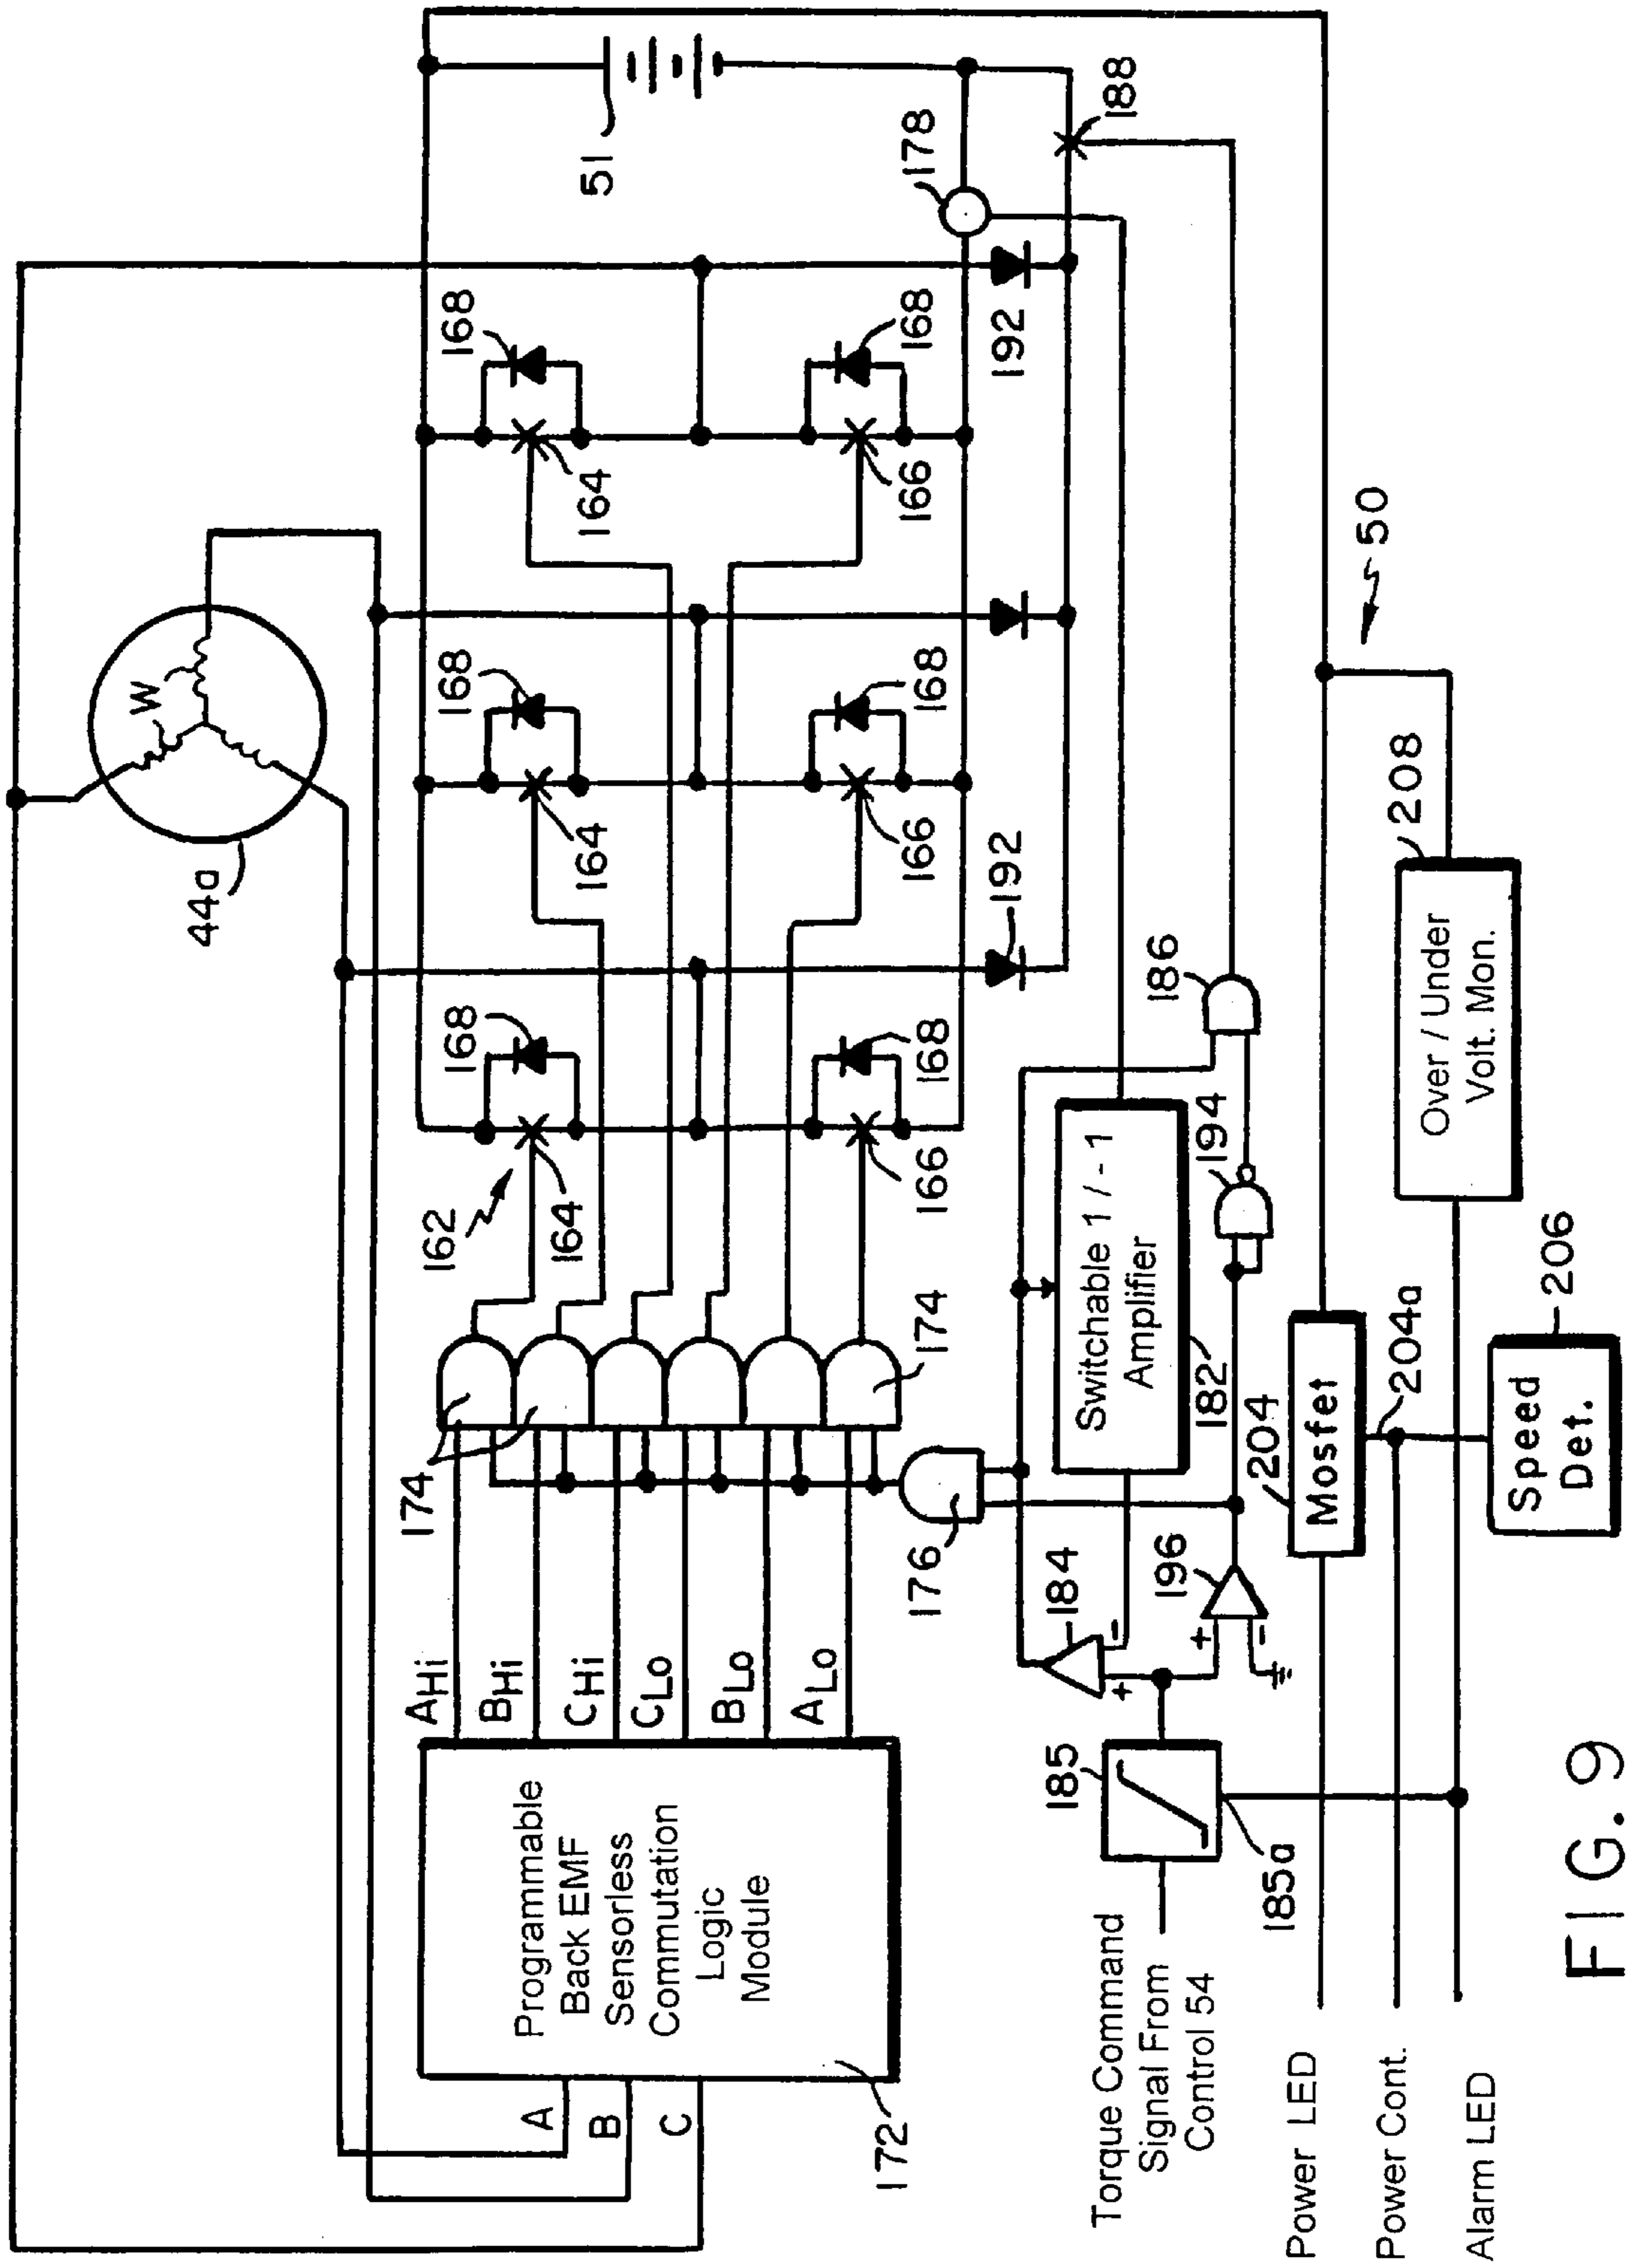 44a
W
51
162
164
168
168
166
192
164
168
168
166
164
168
168
166
192
178
188
A
B
C
Programmable
Back EMF
Sensorless
Commutation
Logic
Module
172
AHi
BHi
CHi
CLo
BLo
ALo
174
174
176
Switchable 1 / - 1
Amplifier
182
184
+
-
185
185a
186
194
196
+
-
Torque Command
Signal From
Control 54
Power LED
Power Cont.
Alarm LED
204
Mosfet
204a
Speed
Det.
206
Over / Under
Volt. Mon.
208
50
FIG. 9